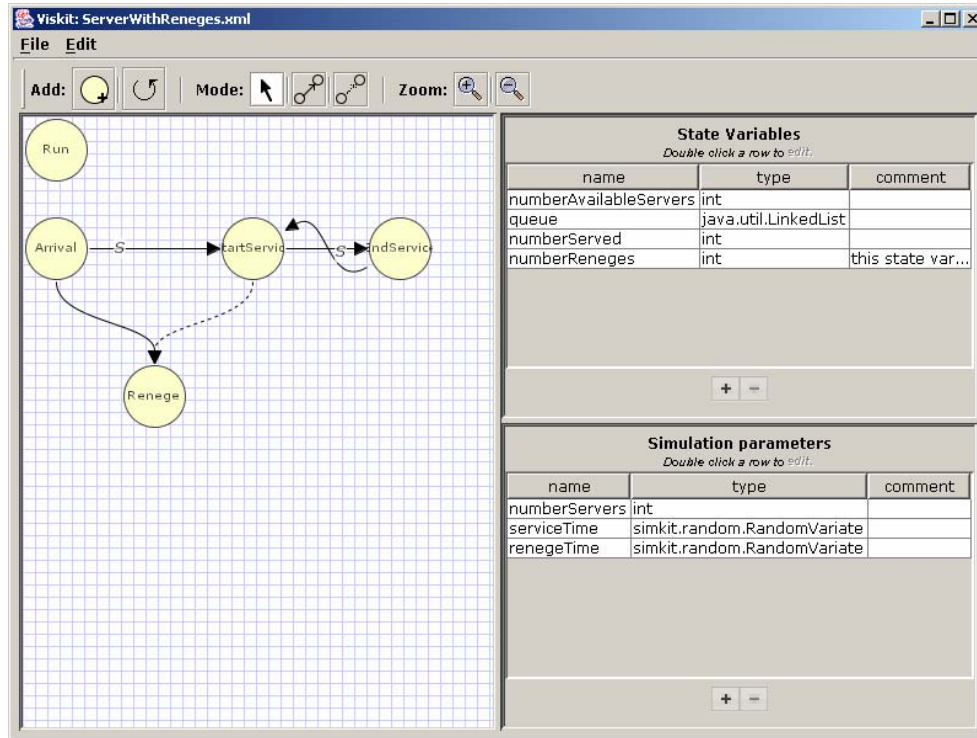 Viskit: ServerWithReneges.xml
File Edit
Add: Mode: Zoom:
Run
Arrival
S
tartServic
S
ndService
Renege
State Variables
Double click a row to edit.
name type comment
numberAvailableServers int
queue java.util.LinkedList
numberServed int
numberReneges int this state var...
+ −
Simulation parameters
Double click a row to edit.
name type comment
numberServers int
serviceTime simkit.random.RandomVariate
renegeTime simkit.random.RandomVariate
+ −